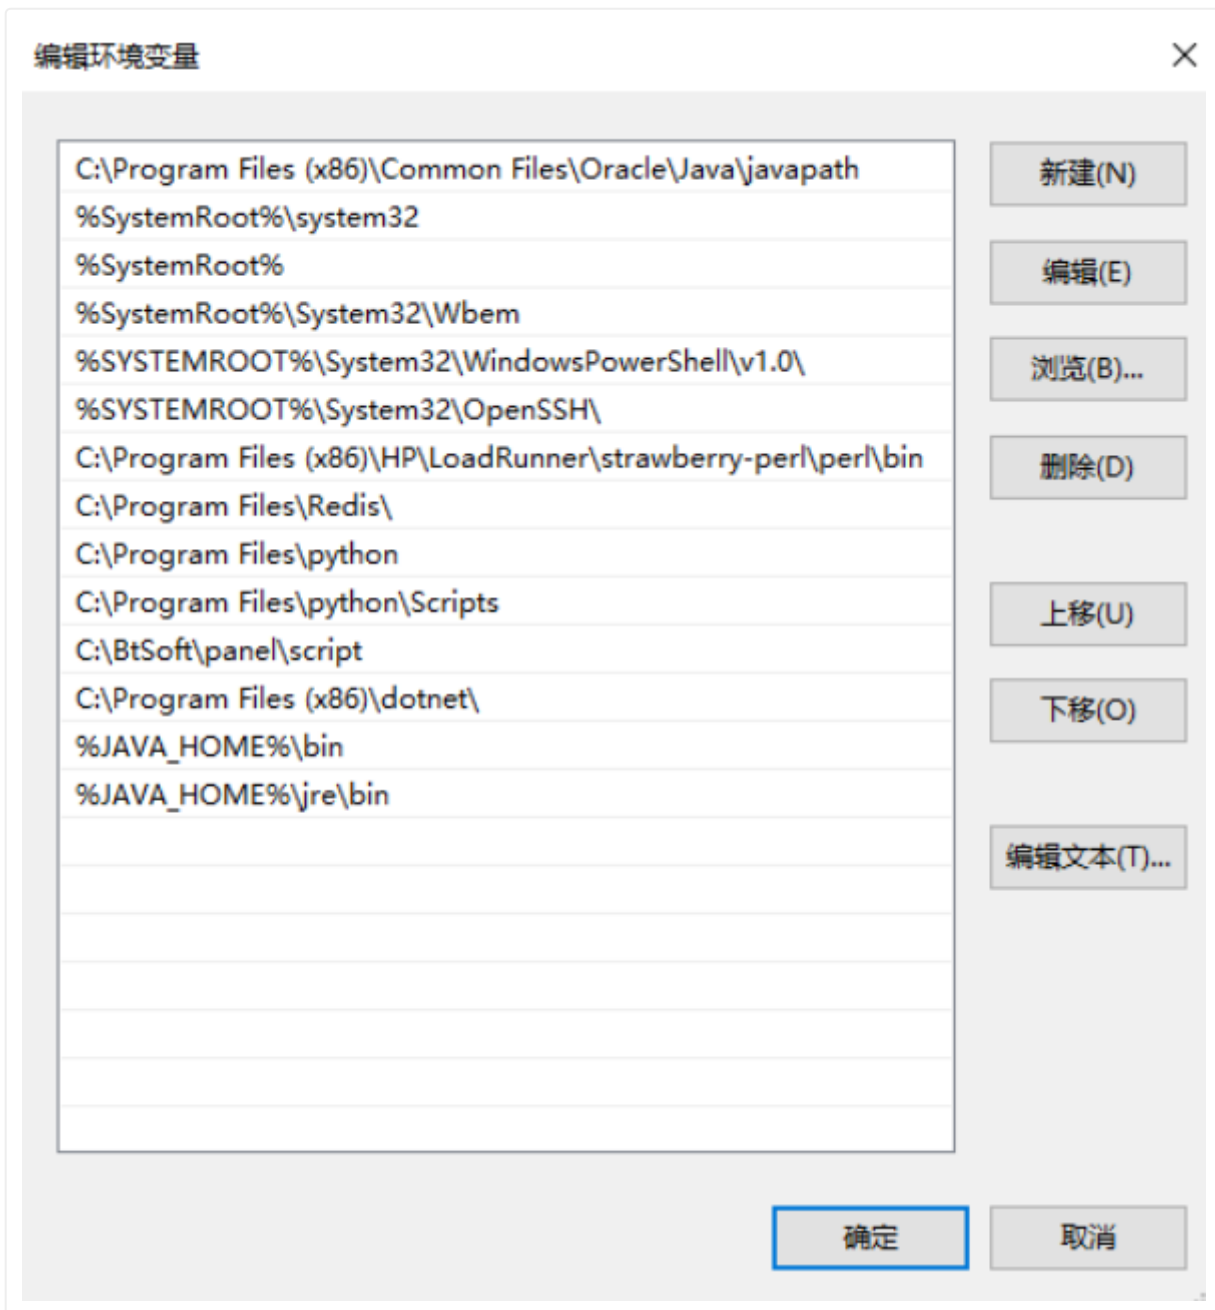 编辑环境变量
C:\Program Files (x86)\Common Files\Oracle\Java\javapath
%SystemRoot%\system32
%SystemRoot%
%SystemRoot%\System32\Wbem
%SYSTEMROOT%\System32\WindowsPowerShell\v1.0\
%SYSTEMROOT%\System32\OpenSSH\
C:\Program Files (x86)\HP\LoadRunner\strawberry-perl\perl\bin
C:\Program Files\Redis\
C:\Program Files\python
C:\Program Files\python\Scripts
C:\BtSoft\panel\script
C:\Program Files (x86)\dotnet\
%JAVA_HOME%\bin
%JAVA_HOME%\jre\bin
新建(N)
编辑(E)
浏览(B)...
删除(D)
上移(U)
下移(O)
编辑文本(T)...
确定
取消